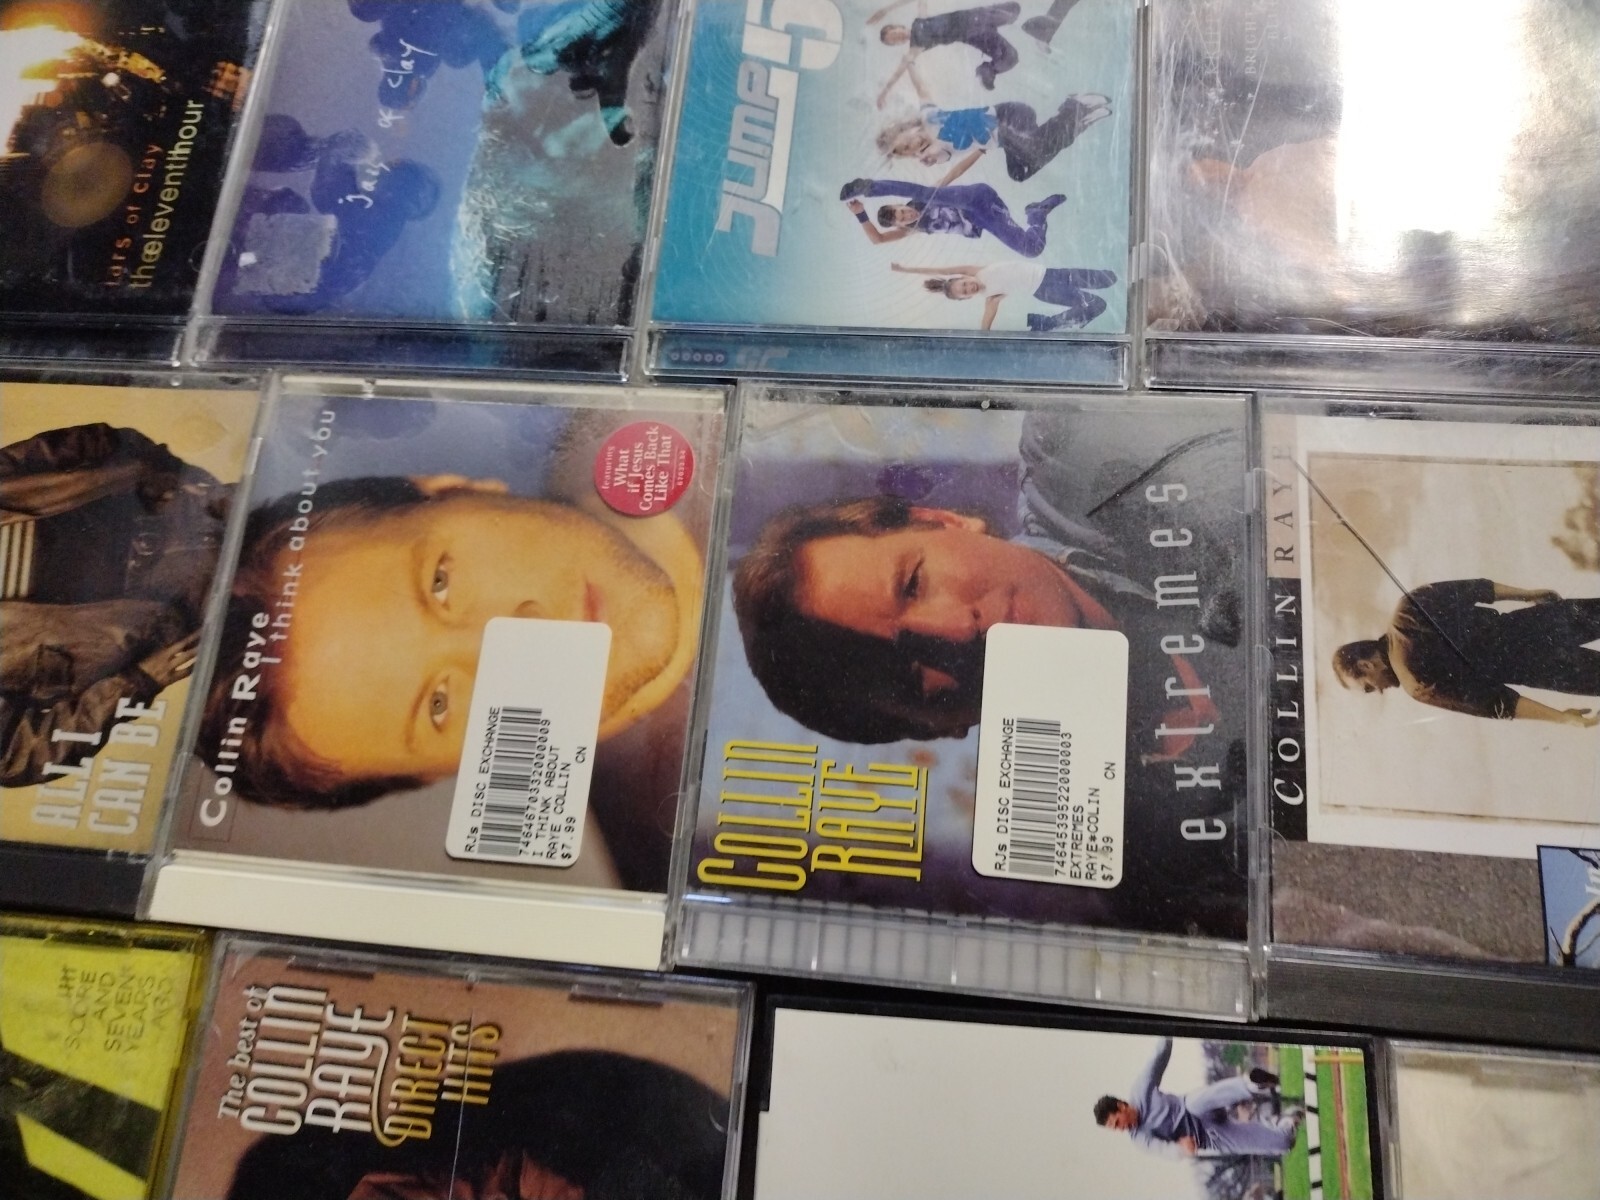 jars of clay
theeleventhhour
jars of clay
JUMP5
BRIGHT
ALL I
CAN BE
Collin Raye
I think about you
featuring
What
if Jesus
Comes Back
Like That
RJs DISC EXCHANGE
I THINK ABOUT
RAYE COLLIN CN
$7.99
COLLIN
RAYE
extremes
RJs DISC EXCHANGE
EXTREMES
RAYE*COLIN CN
$7.99
COLLIN RAYE
SCORE
AND
SEVEN
YEARS
AGO
The best of
COLLIN
RAYE
DIRECT
HITS